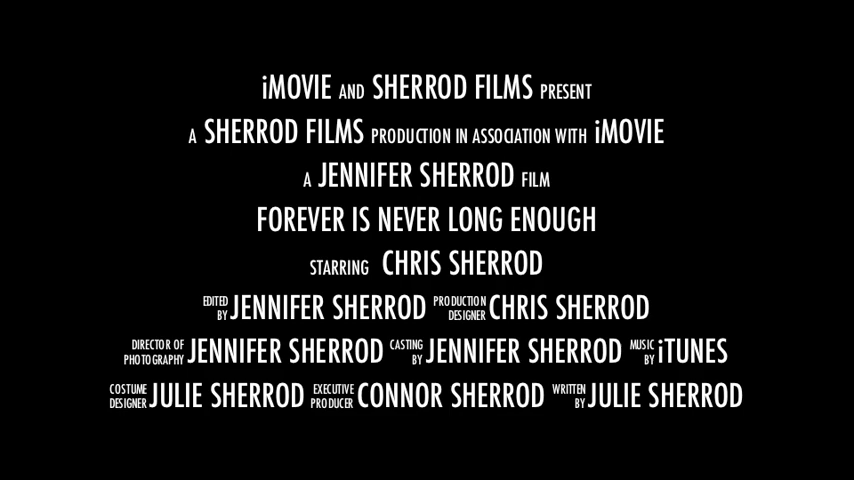 iMOVIE AND SHERROD FILMS PRESENT
A SHERROD FILMS PRODUCTION IN ASSOCIATION WITH iMOVIE
A JENNIFER SHERROD FILM
FOREVER IS NEVER LONG ENOUGH
STARRING CHRIS SHERROD
EDITED BY JENNIFER SHERROD PRODUCTION DESIGNER CHRIS SHERROD
DIRECTOR OF PHOTOGRAPHY JENNIFER SHERROD CASTING BY JENNIFER SHERROD MUSIC BY iTUNES
COSTUME DESIGNER JULIE SHERROD EXECUTIVE PRODUCER CONNOR SHERROD WRITTEN BY JULIE SHERROD